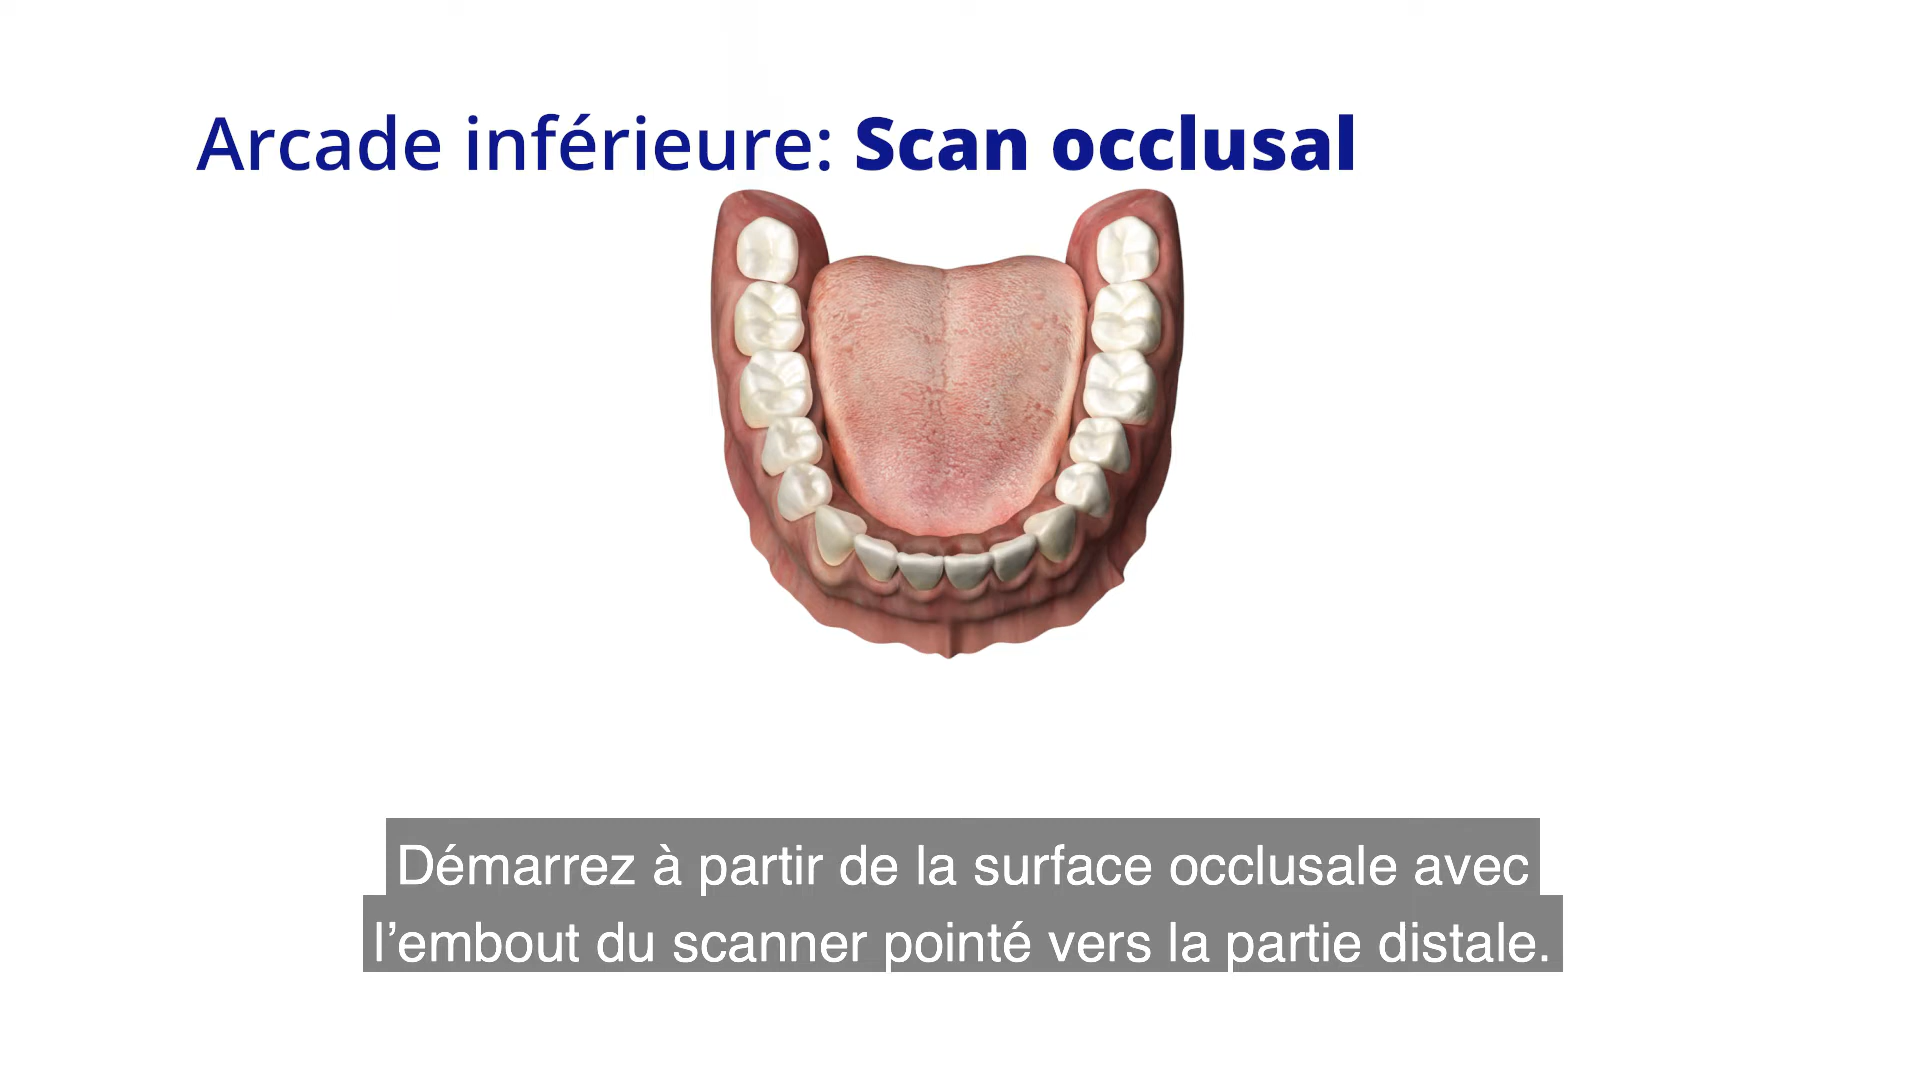 Arcade inférieure: Scan occlusal
Démarrez à partir de la surface occlusale avec
l’embout du scanner pointé vers la partie distale.